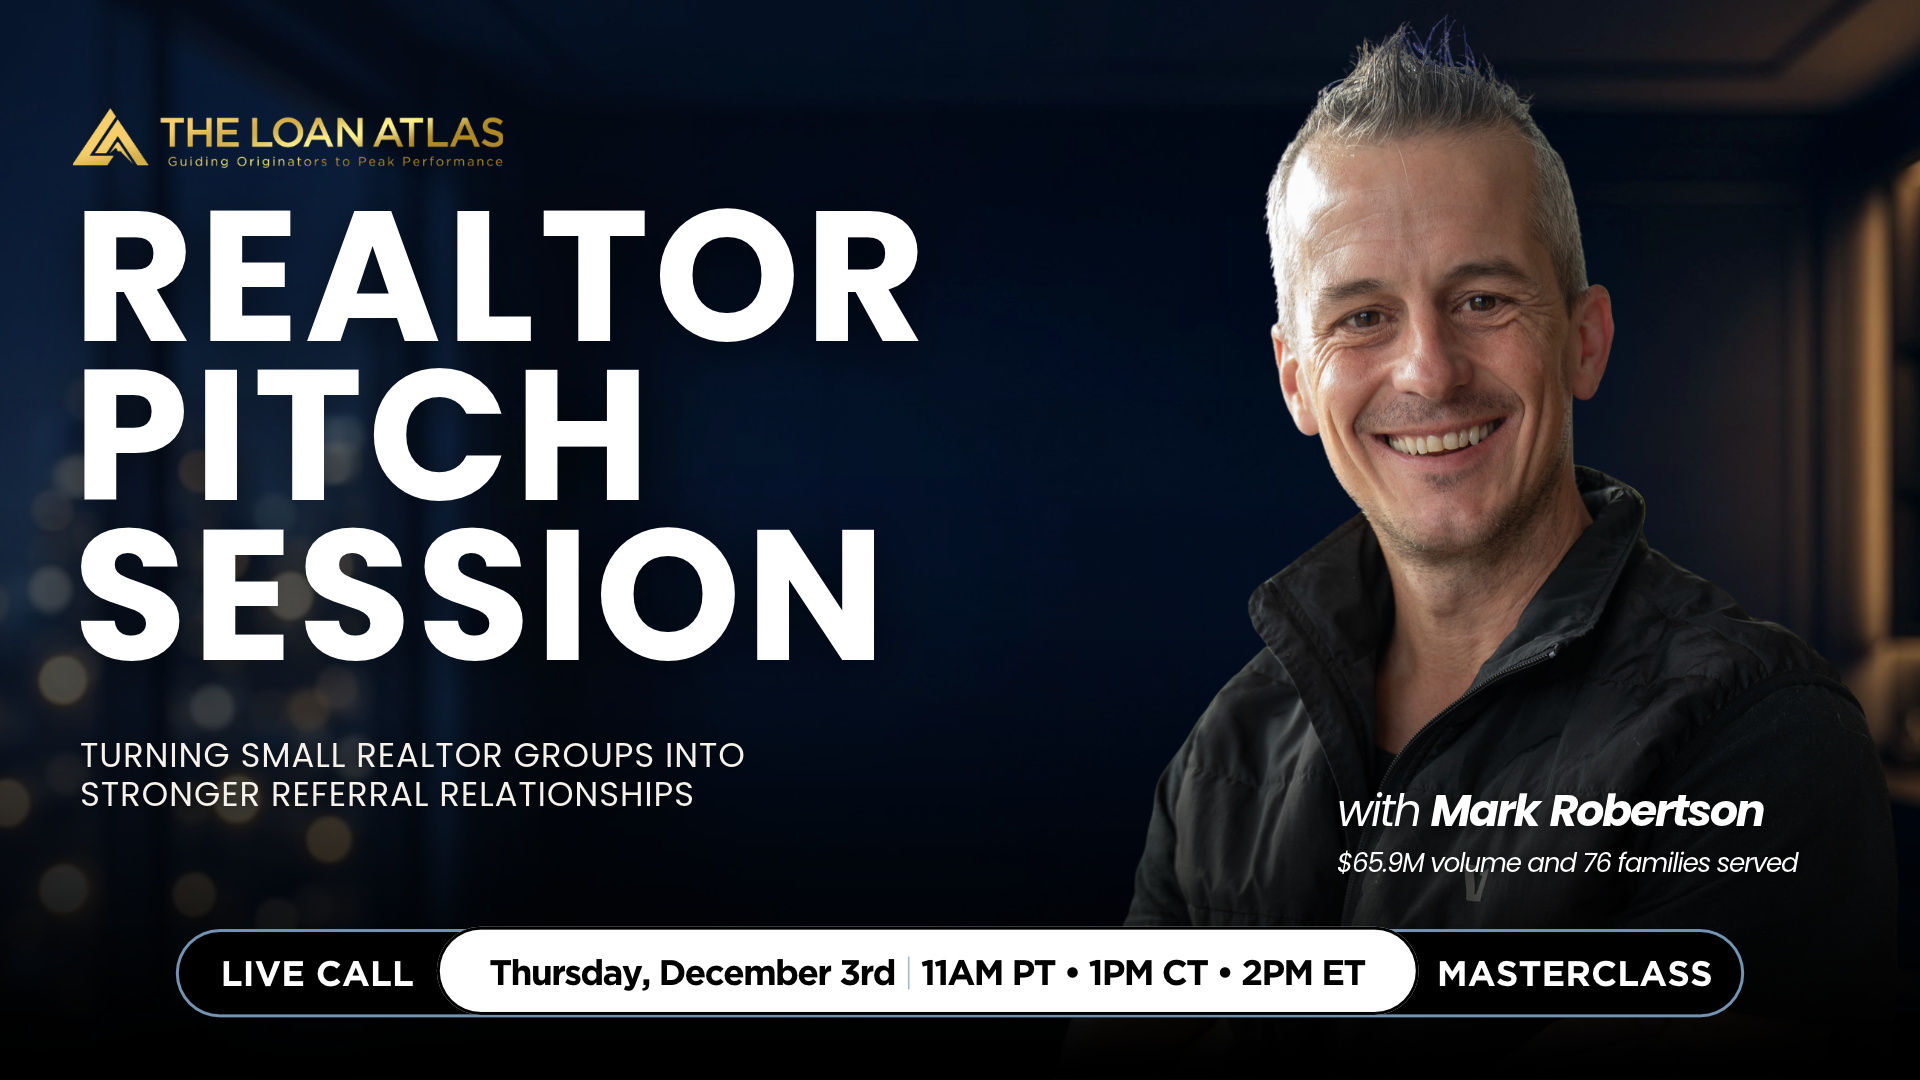 THE LOAN ATLAS
Guiding Originators to Peak Performance
REALTOR
PITCH
SESSION
TURNING SMALL REALTOR GROUPS INTO
STRONGER REFERRAL RELATIONSHIPS
with Mark Robertson
$65.9M volume and 76 families served
LIVE CALL
Thursday, December 3rd | 11AM PT • 1PM CT • 2PM ET
MASTERCLASS